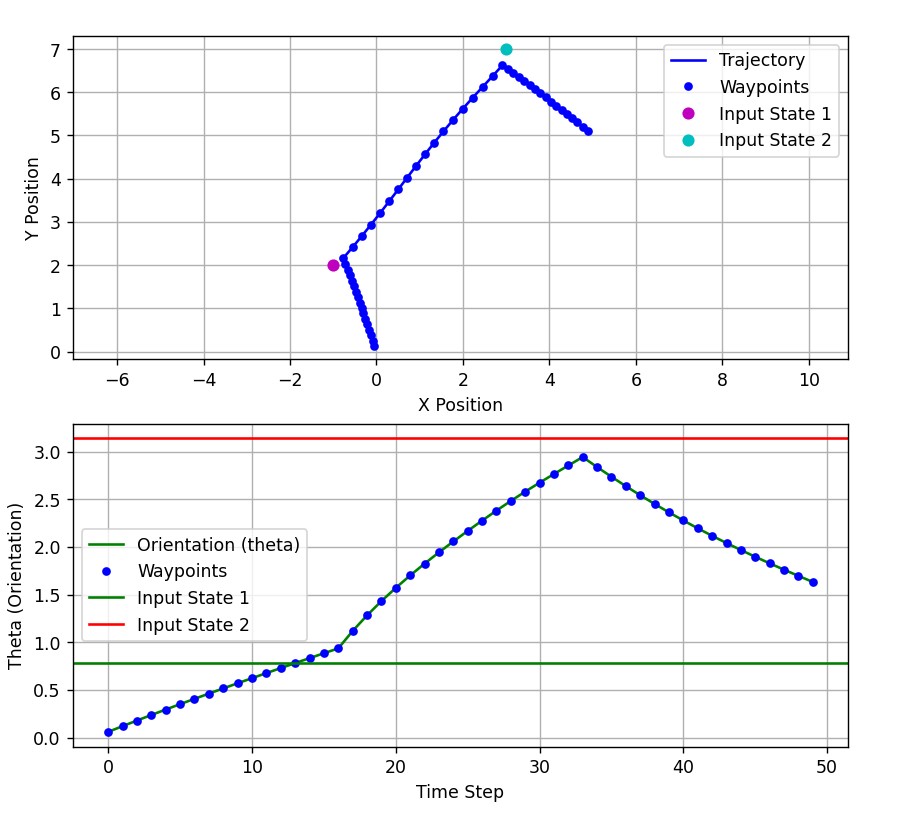 7
6
5
4
3
2
1
0
Y Position
Trajectory
Waypoints
Input State 1
Input State 2
−6 −4 −2 0 2 4 6 8 10
X Position
3.0
2.5
2.0
1.5
1.0
0.5
0.0
Theta (Orientation)
Orientation (theta)
Waypoints
Input State 1
Input State 2
0 10 20 30 40 50
Time Step